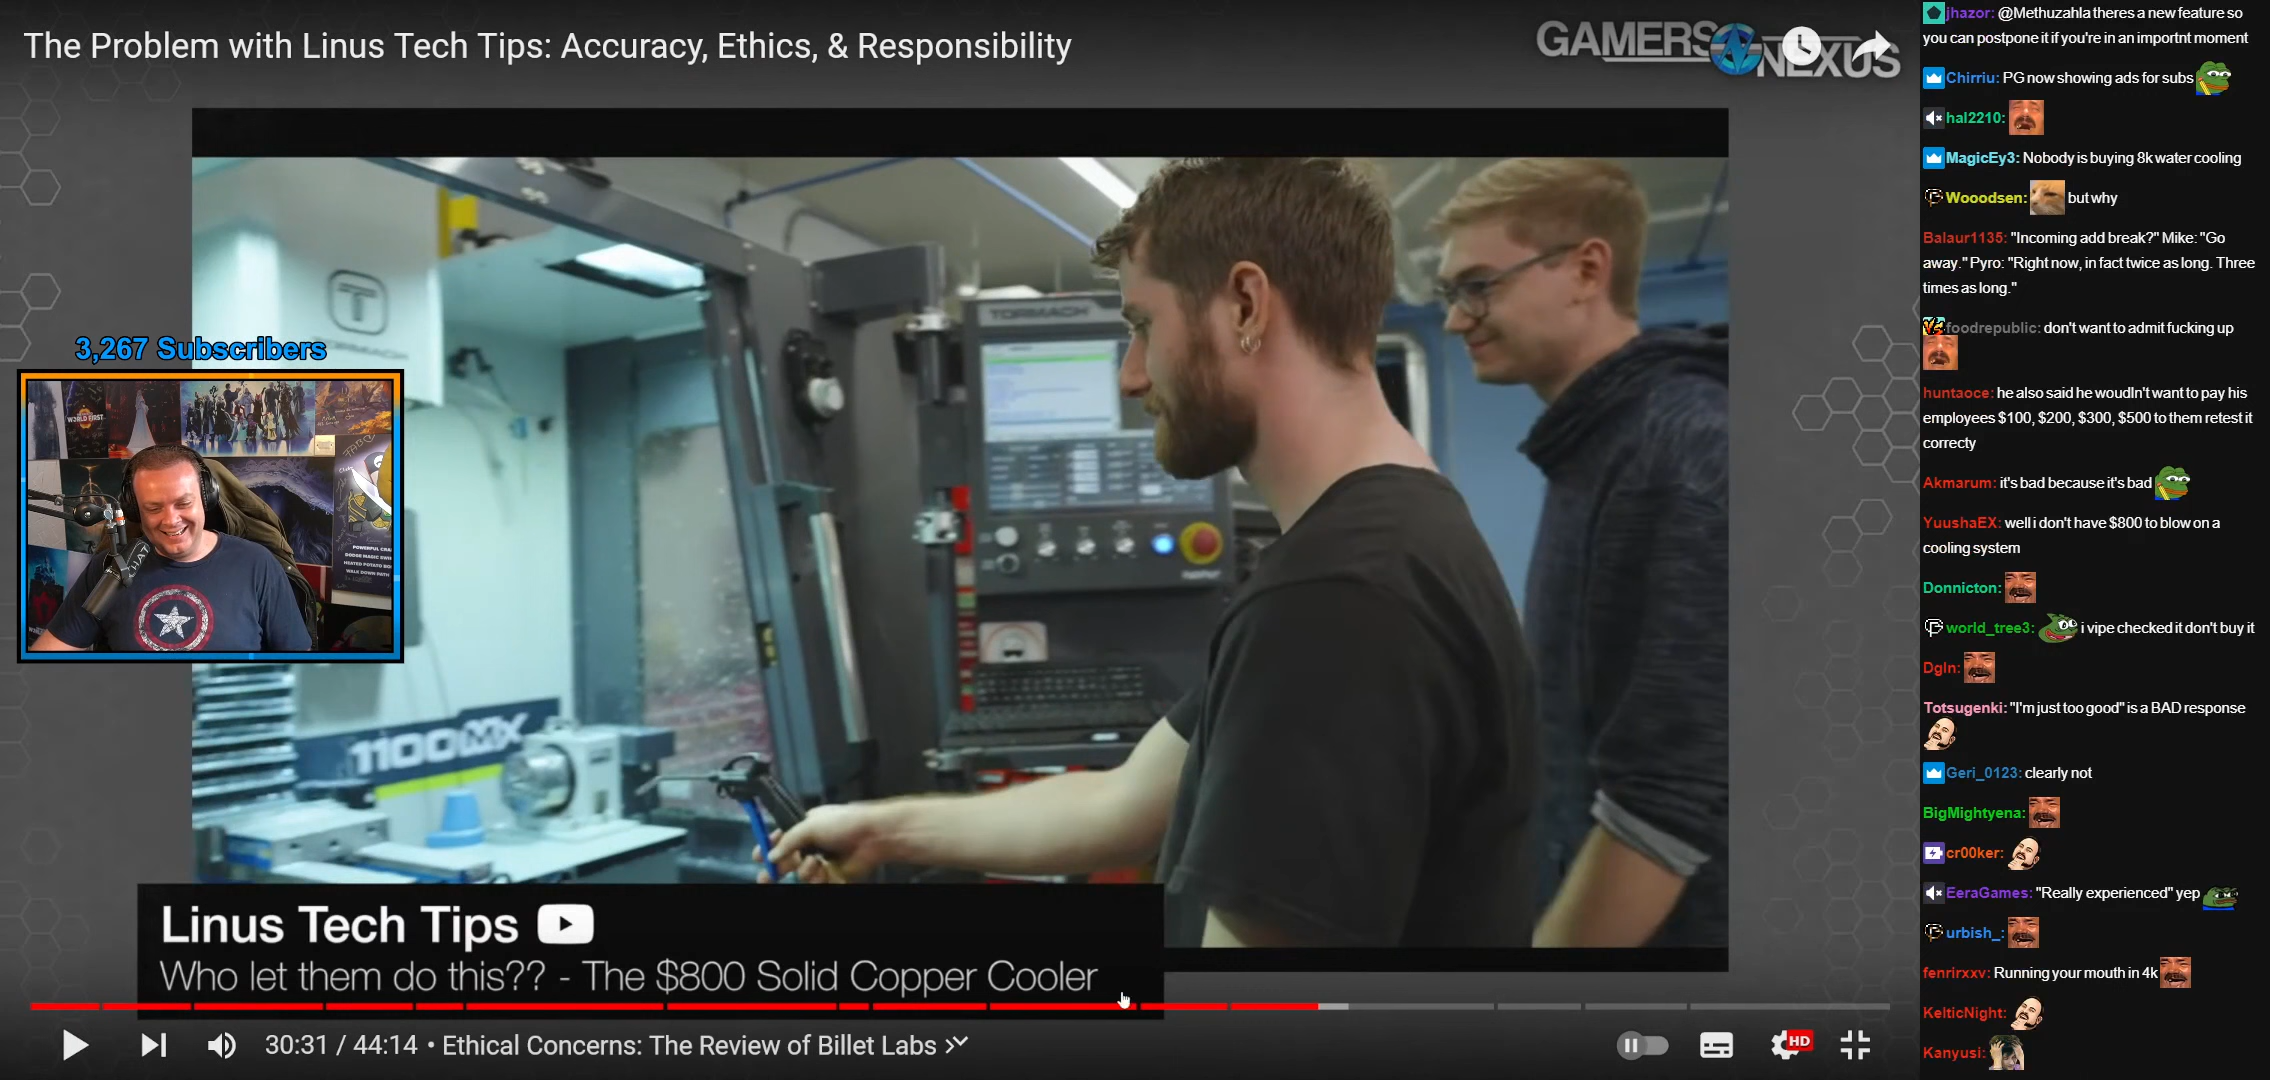 The Problem with Linus Tech Tips: Accuracy, Ethics, & Responsibility
GAMERS NEXUS
TORMACH
3,267 Subscribers
WORLD FIRST
CHAT
1100MX
Linus Tech Tips
Who let them do this?? - The $800 Solid Copper Cooler
30:31 / 44:14 • Ethical Concerns: The Review of Billet Labs
HD
jhazor: @Methuzahla theres a new feature so
you can postpone it if you're in an importnt moment
Chirriu: PG now showing ads for subs
hal2210:
MagicEy3: Nobody is buying 8k water cooling
Wooodsen: but why
Balaur1135: "Incoming add break?" Mike: "Go
away." Pyro: "Right now, in fact twice as long. Three
times as long."
foodrepublic: don't want to admit fucking up
huntaoce: he also said he woudln't want to pay his
employees $100, $200, $300, $500 to them retest it
correcty
Akmarum: it's bad because it's bad
YuushaEX: well i don't have $800 to blow on a
cooling system
Donnicton:
world_tree3: i vipe checked it don't buy it
Dgln:
Totsugenki: "I'm just too good" is a BAD response
Geri_0123: clearly not
BigMightyena:
cr00ker:
EeraGames: "Really experienced" yep
urbish_:
fenrirxxv: Running your mouth in 4k
KelticNight:
Kanyusi: